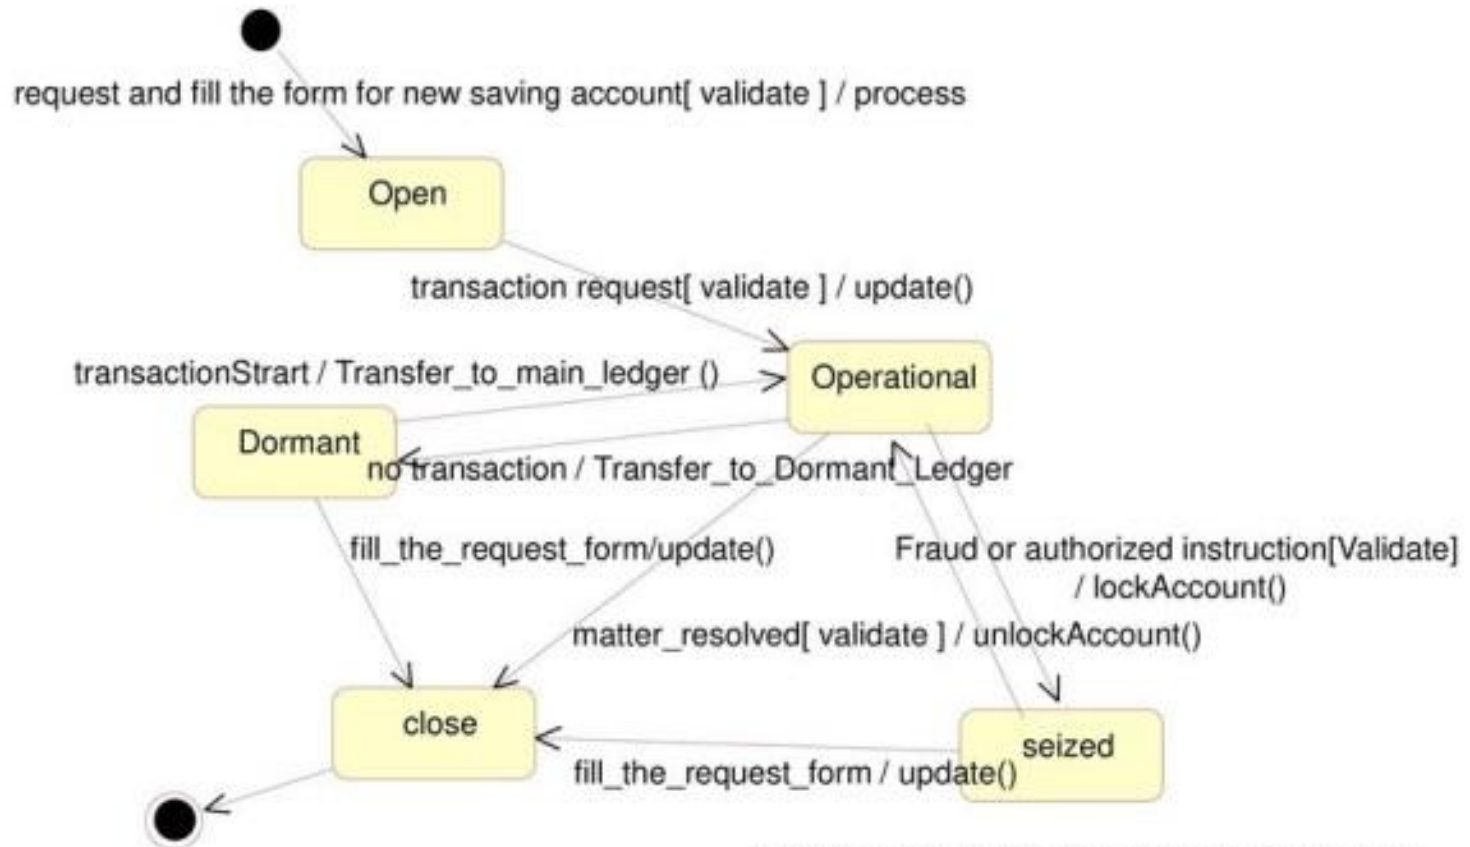 request and fill the form for new saving account[ validate ] / process
Open
transaction request[ validate ] / update()
transactionStrart / Transfer_to_main_ledger ()
Operational
Dormant
no transaction / Transfer_to_Dormant_Ledger
fill_the_request_form/update()
Fraud or authorized instruction[Validate]
/ lockAccount()
matter_resolved[ validate ] / unlockAccount()
close
seized
fill_the_request_form / update()